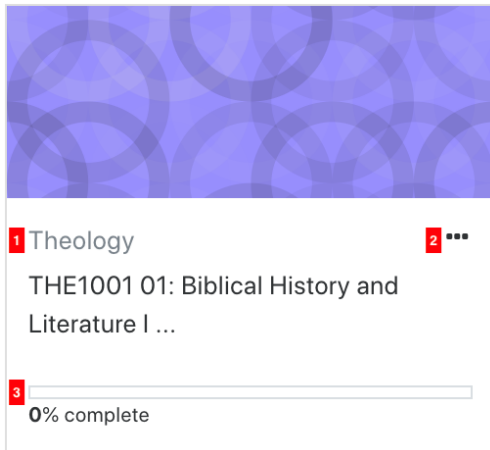 1 Theology 2 •••
THE1001 01: Biblical History and
Literature I ...
3
0% complete